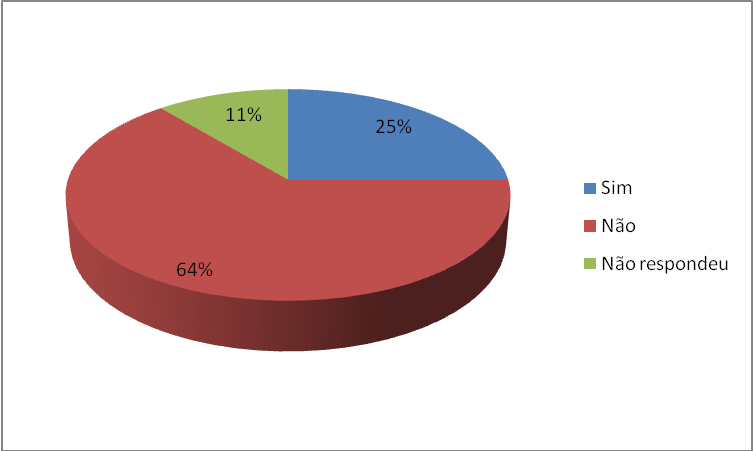 11%
25%
64%
Sim
Não
Não respondeu